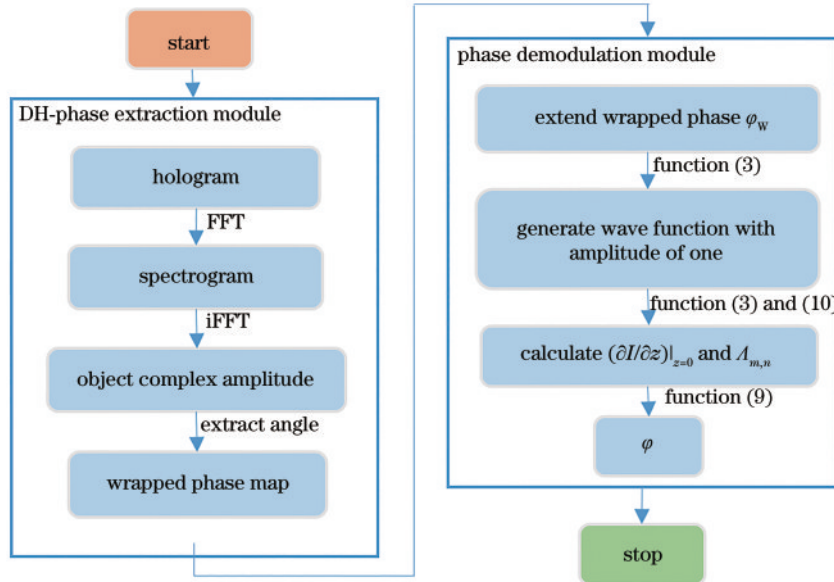 start
DH-phase extraction module
hologram
FFT
spectrogram
iFFT
object complex amplitude
extract angle
wrapped phase map
phase demodulation module
extend wrapped phase φ_W
function (3)
generate wave function with
amplitude of one
function (3) and (10)
calculate (∂I/∂z)|_{z=0} and Λ_{m,n}
function (9)
φ
stop